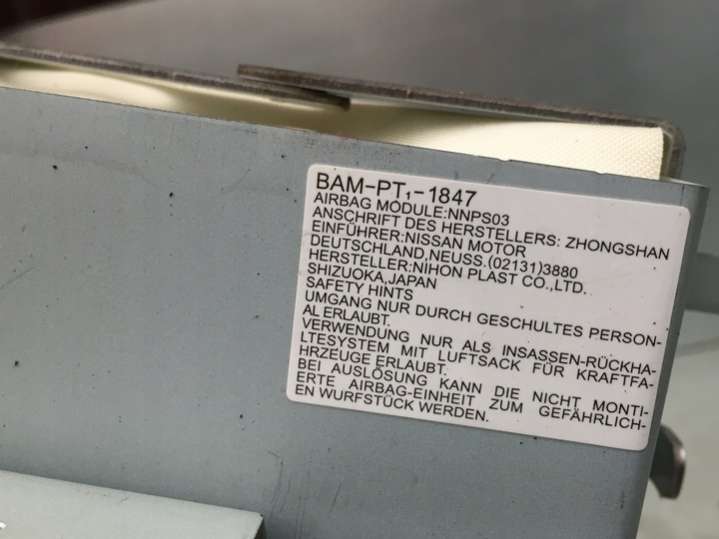 BAM-PT₁-1847
AIRBAG MODULE:NNPS03
ANSCHRIFT DES HERSTELLERS: ZHONGSHAN
EINFÜHRER:NISSAN MOTOR
DEUTSCHLAND,NEUSS.(02131)3880
HERSTELLER:NIHON PLAST CO.,LTD.
SHIZUOKA,JAPAN
SAFETY HINTS
UMGANG NUR DURCH GESCHULTES PERSON-
AL ERLAUBT.
VERWENDUNG NUR ALS INSASSEN-RÜCKHA-
LTESYSTEM MIT LUFTSACK FÜR KRAFTFA-
HRZEUGE ERLAUBT.
BEI AUSLÖSUNG KANN DIE NICHT MONTI-
ERTE AIRBAG-EINHEIT ZUM GEFÄHRLICH-
EN WURFSTÜCK WERDEN.